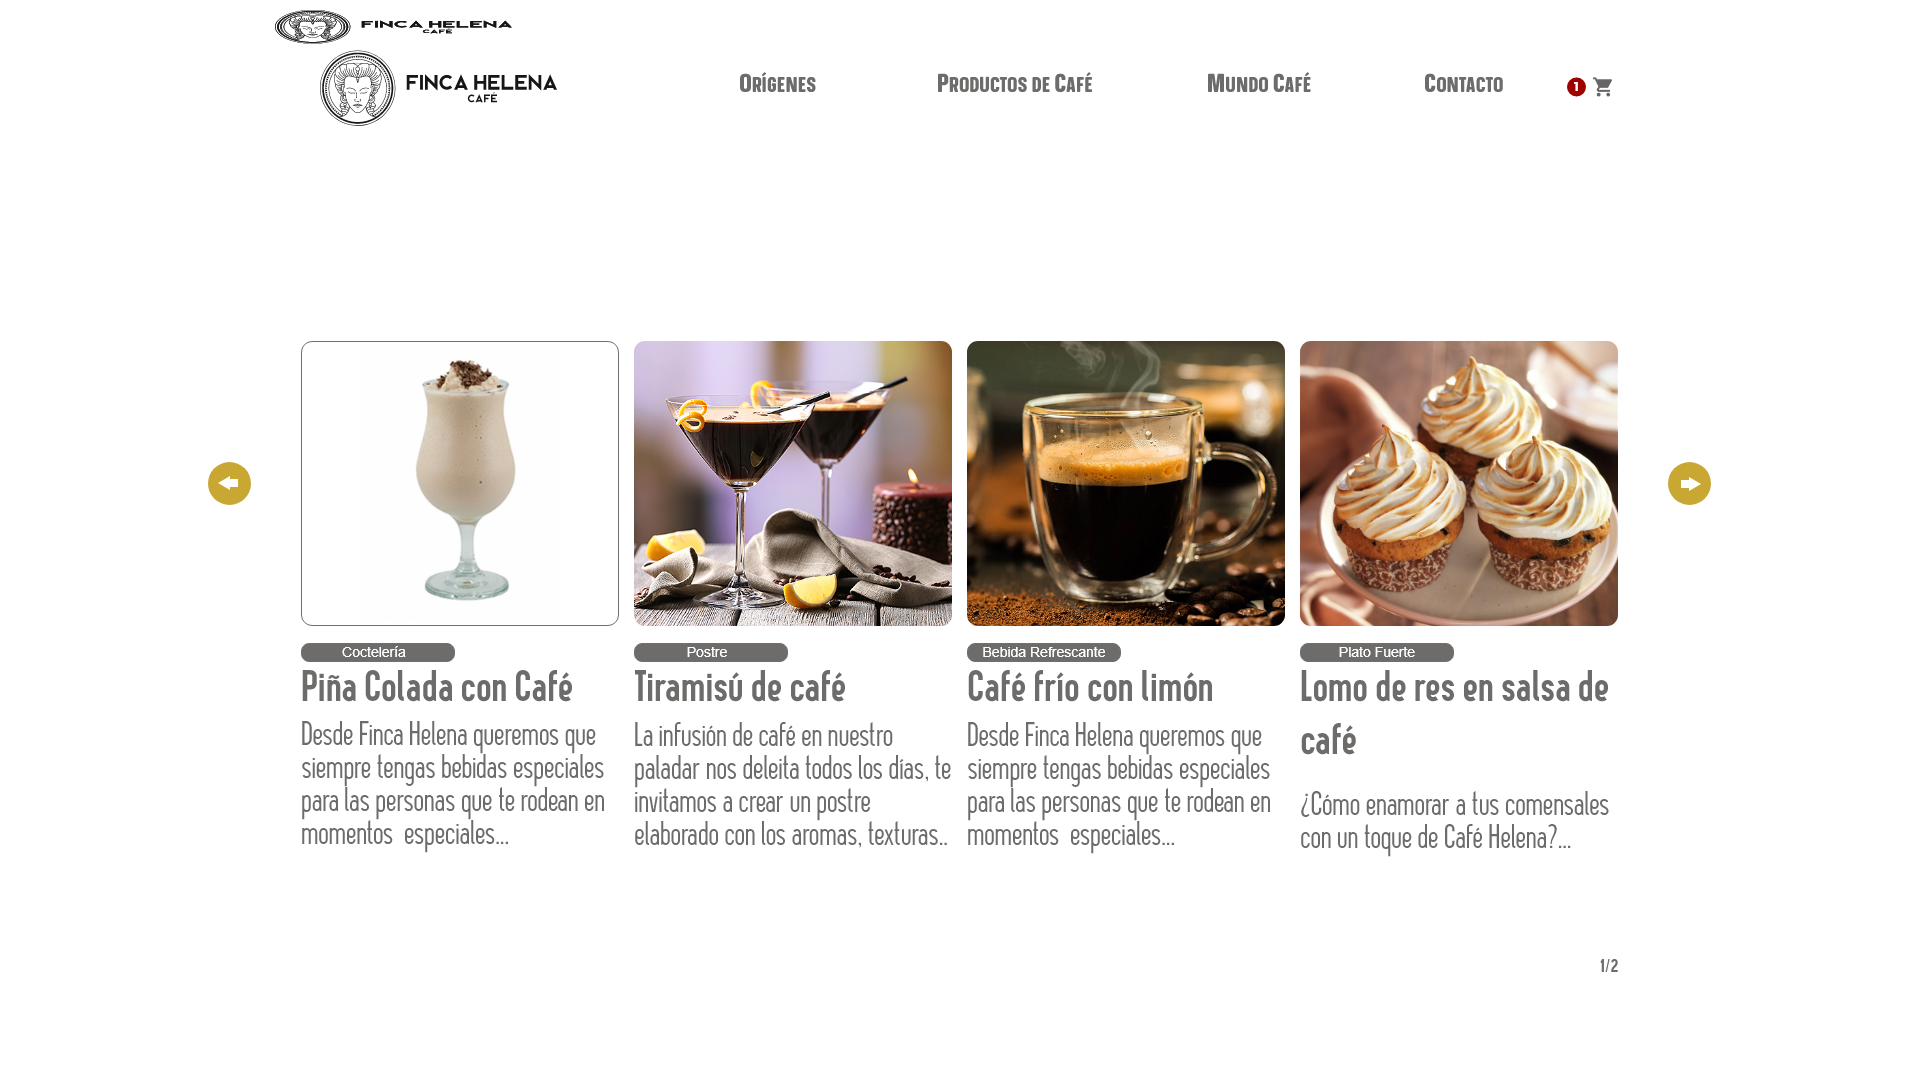 FINCA HELENA
CAFÉ
FINCA HELENA
CAFÉ
Orígenes
Productos de Café
Mundo Café
Contacto
1
Coctelería
Piña Colada con Café
Desde Finca Helena queremos que
siempre tengas bebidas especiales
para las personas que te rodean en
momentos especiales...
Postre
Tiramisú de café
La infusión de café en nuestro
paladar nos deleita todos los días, te
invitamos a crear un postre
elaborado con los aromas, texturas..
Bebida Refrescante
Café frío con limón
Desde Finca Helena queremos que
siempre tengas bebidas especiales
para las personas que te rodean en
momentos especiales...
Plato Fuerte
Lomo de res en salsa de
café
¿Cómo enamorar a tus comensales
con un toque de Café Helena?...
1/2